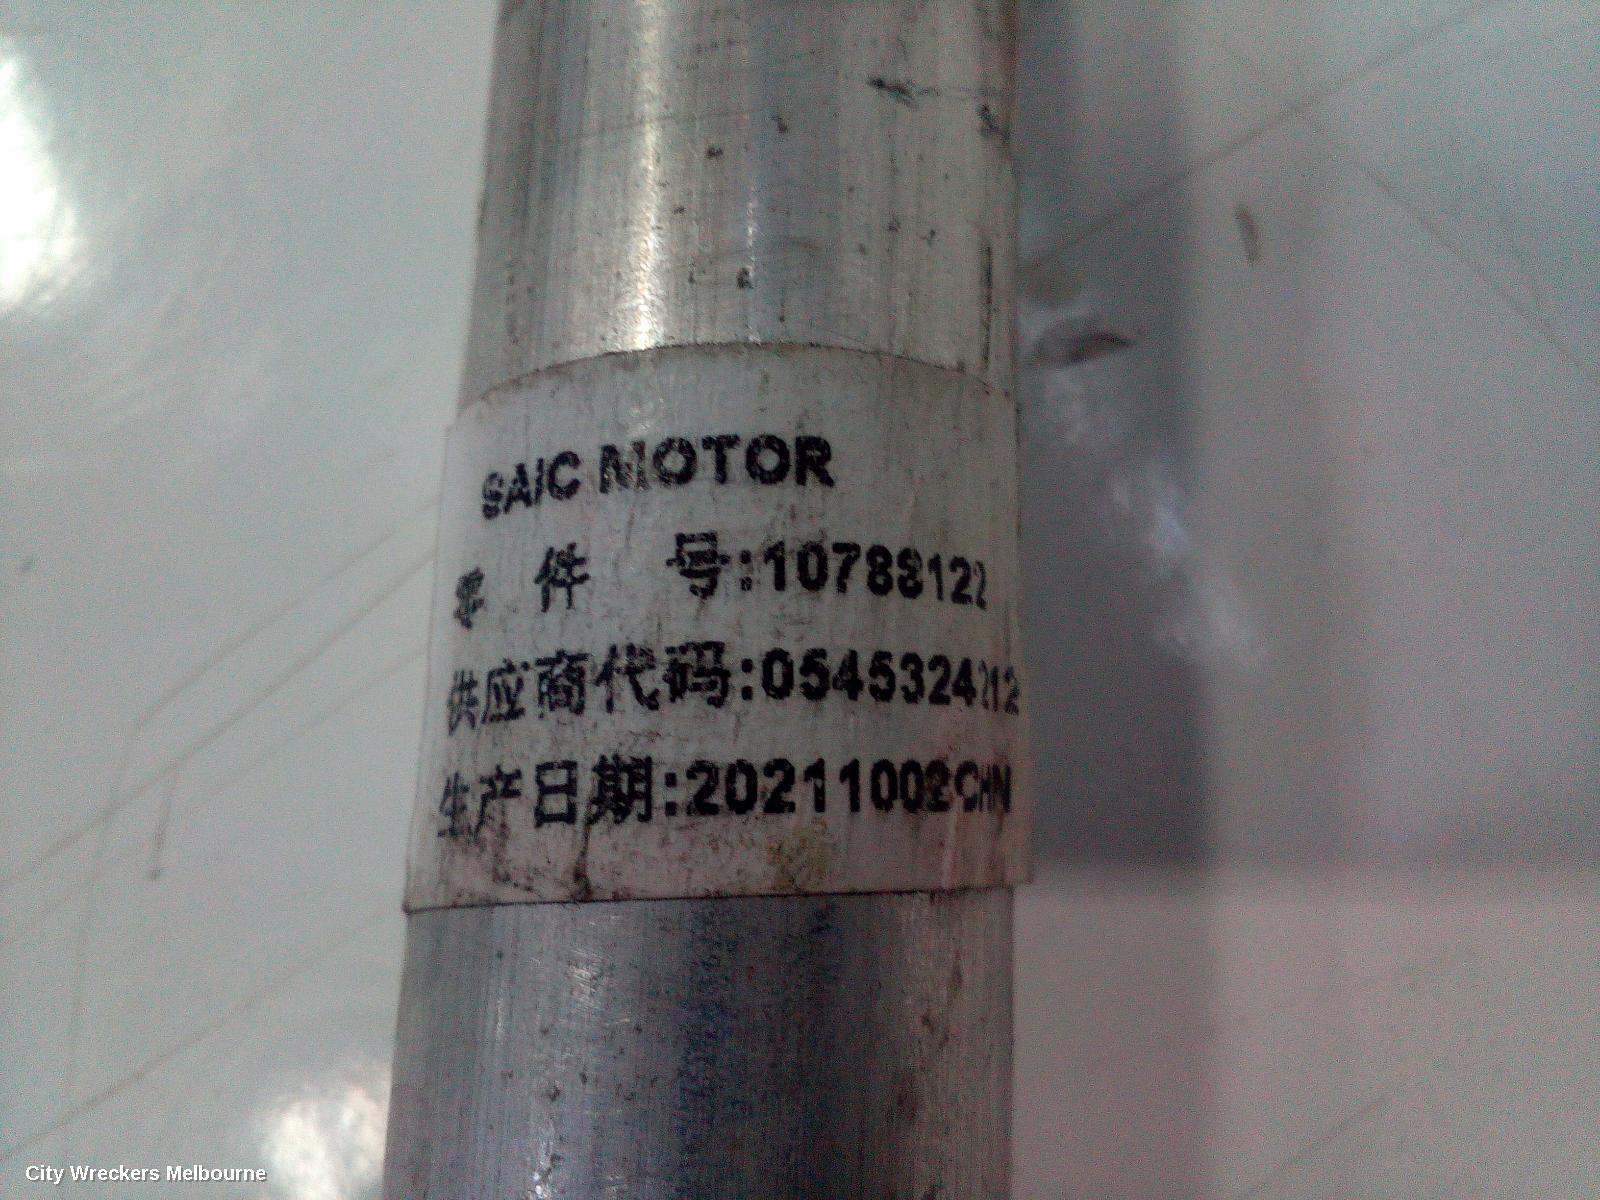 SAIC MOTOR
零件号:10788122
供应商代码:0545324212
生产日期:20211002CHN
City Wreckers Melbourne